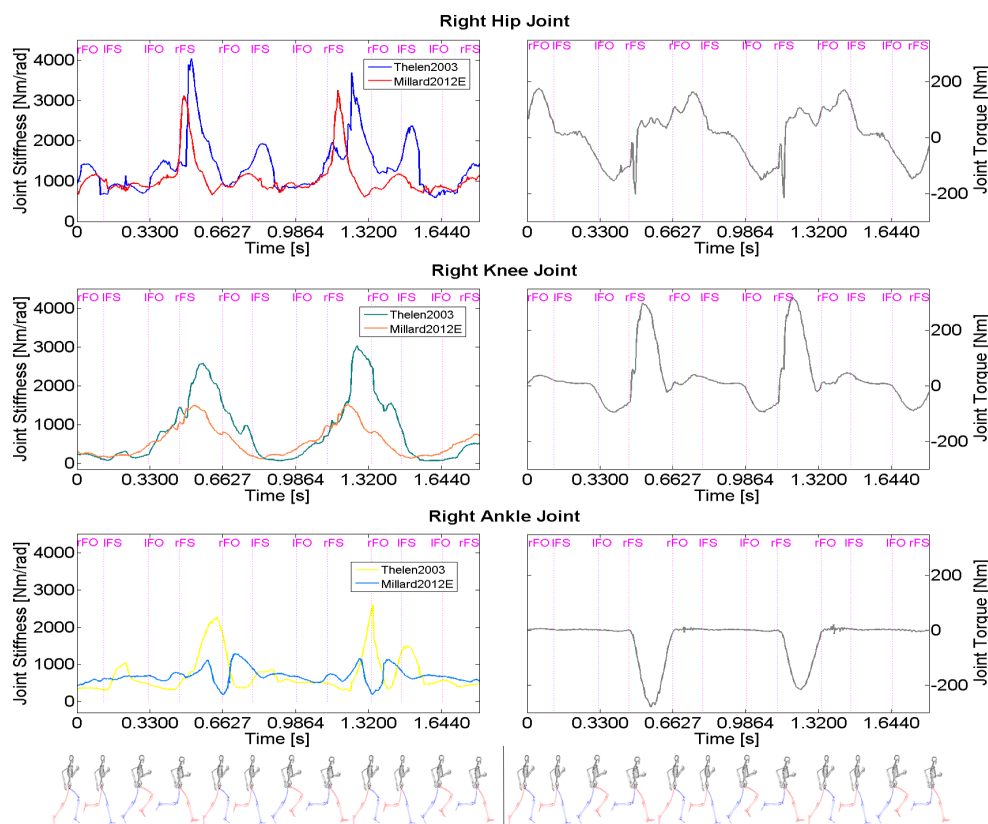 Right Hip Joint
rFO lFS lFO rFS lFS rFO lFS lFO rFS
Joint Stiffness [Nm/rad]
4000
3000
2000
1000
0
Thelen2003
Millard2012E
0 0.3300 0.6627 0.9864 1.3200 1.6440
Time [s]
rFO lFS lFO rFS rFO lFS lFO rFS rFO lFS lFO rFS
200
0
-200
Joint Torque [Nm]
0 0.3300 0.6627 0.9864 1.3200 1.6440
Time [s]
Right Knee Joint
rFO lFS lFO rFS rFO lFS lFO rFS rFO lFS lFO rFS
Joint Stiffness [Nm/rad]
4000
3000
2000
1000
0
Thelen2003
Millard2012E
0 0.3300 0.6627 0.9864 1.3200 1.6440
Time [s]
rFO lFS lFO rFS rFO lFS lFO rFS rFO lFS lFO rFS
200
0
-200
Joint Torque [Nm]
0 0.3300 0.6627 0.9864 1.3200 1.6440
Time [s]
Right Ankle Joint
rFO lFS lFO rFS rFO lFS lFO rFS rFO lFS lFO rFS
Joint Stiffness [Nm/rad]
4000
3000
2000
1000
0
Thelen2003
Millard2012E
0 0.3300 0.6627 0.9864 1.3200 1.6440
Time [s]
rFO lFS lFO rFS rFO lFS lFO rFS rFO lFS lFO rFS
200
0
-200
Joint Torque [Nm]
0 0.3300 0.6627 0.9864 1.3200 1.6440
Time [s]